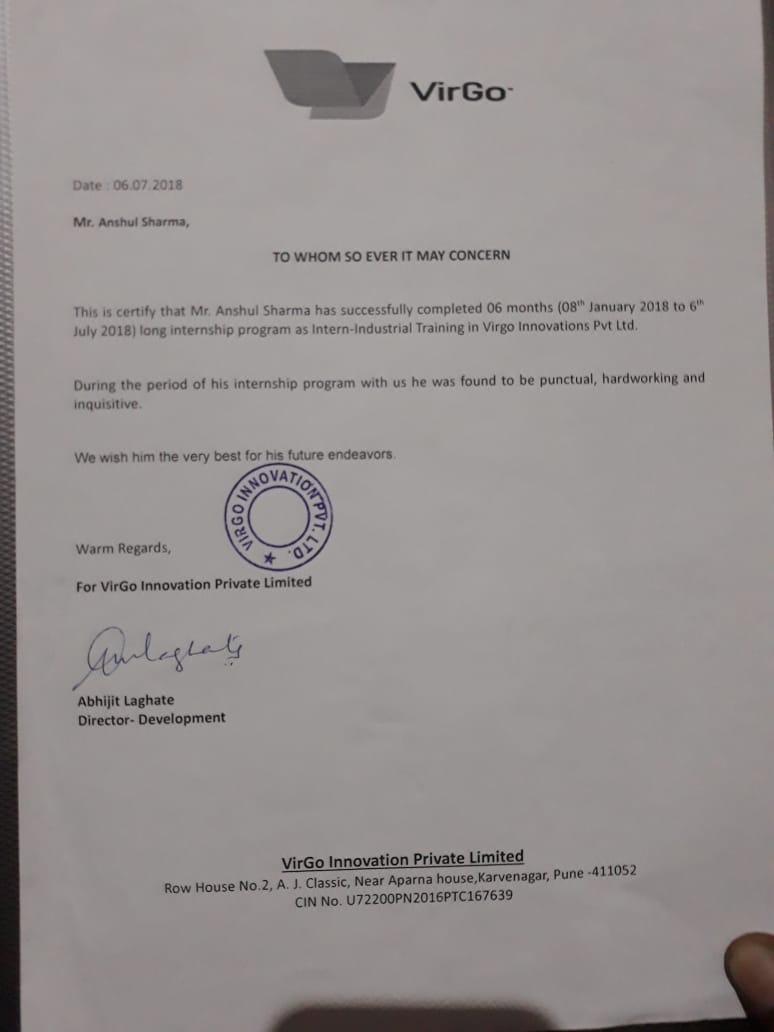 VirGo
Date : 06.07.2018
Mr. Anshul Sharma,
TO WHOM SO EVER IT MAY CONCERN
This is certify that Mr. Anshul Sharma has successfully completed 06 months (08th January 2018 to 6th
July 2018) long internship program as Intern-Industrial Training in Virgo Innovations Pvt Ltd.
During the period of his internship program with us he was found to be punctual, hardworking and
inquisitive.
We wish him the very best for his future endeavors.
VIRGO INNOVATION PVT. LTD. ★
Warm Regards,
For VirGo Innovation Private Limited
Abhijit Laghate
Director- Development
VirGo Innovation Private Limited
Row House No.2, A. J. Classic, Near Aparna house,Karvenagar, Pune -411052
CIN No. U72200PN2016PTC167639